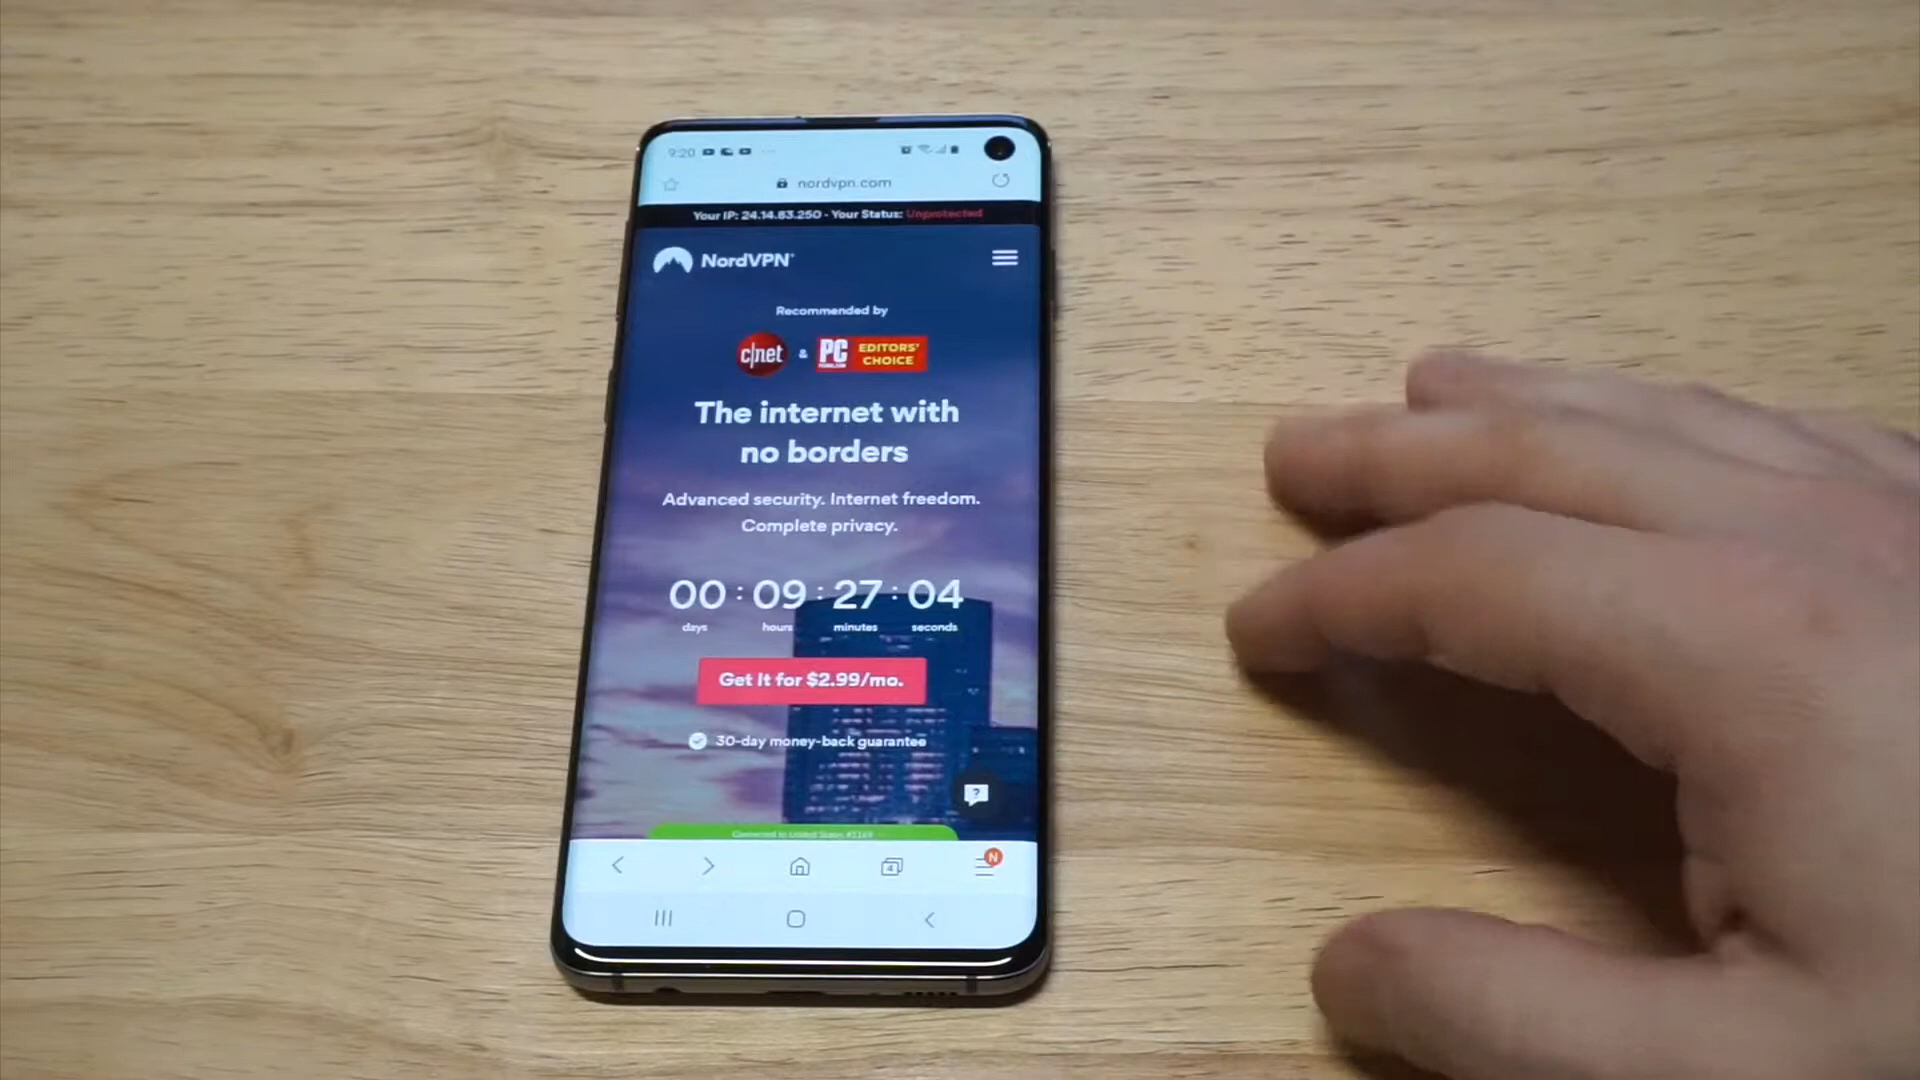 9:20
nordvpn.com
Your IP: 24.14.83.250 - Your Status: Unprotected
NordVPN®
Recommended by
c|net & PC EDITORS' CHOICE
The internet with
no borders
Advanced security. Internet freedom.
Complete privacy.
00 : 09 : 27 : 04
days hours minutes seconds
Get It for $2.99/mo.
30-day money-back guarantee
?
Connected to United States #1169
4
N